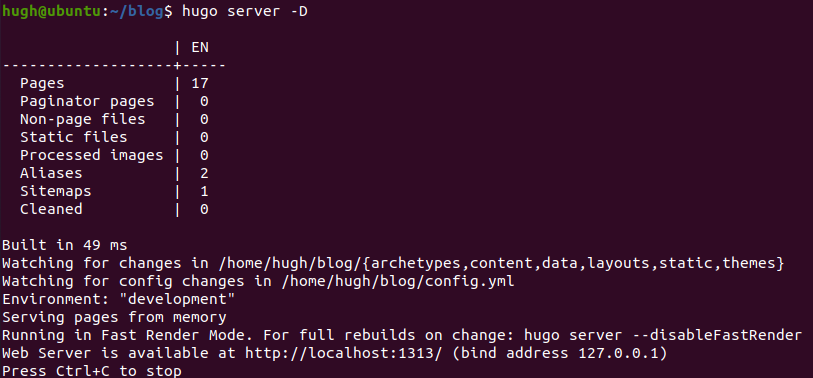 hugh@ubuntu:~/blog$ hugo server -D
                   | EN
-------------------+-----
  Pages            | 17
  Paginator pages  |  0
  Non-page files   |  0
  Static files     |  0
  Processed images |  0
  Aliases          |  2
  Sitemaps         |  1
  Cleaned          |  0
Built in 49 ms
Watching for changes in /home/hugh/blog/{archetypes,content,data,layouts,static,themes}
Watching for config changes in /home/hugh/blog/config.yml
Environment: "development"
Serving pages from memory
Running in Fast Render Mode. For full rebuilds on change: hugo server --disableFastRender
Web Server is available at http://localhost:1313/ (bind address 127.0.0.1)
Press Ctrl+C to stop